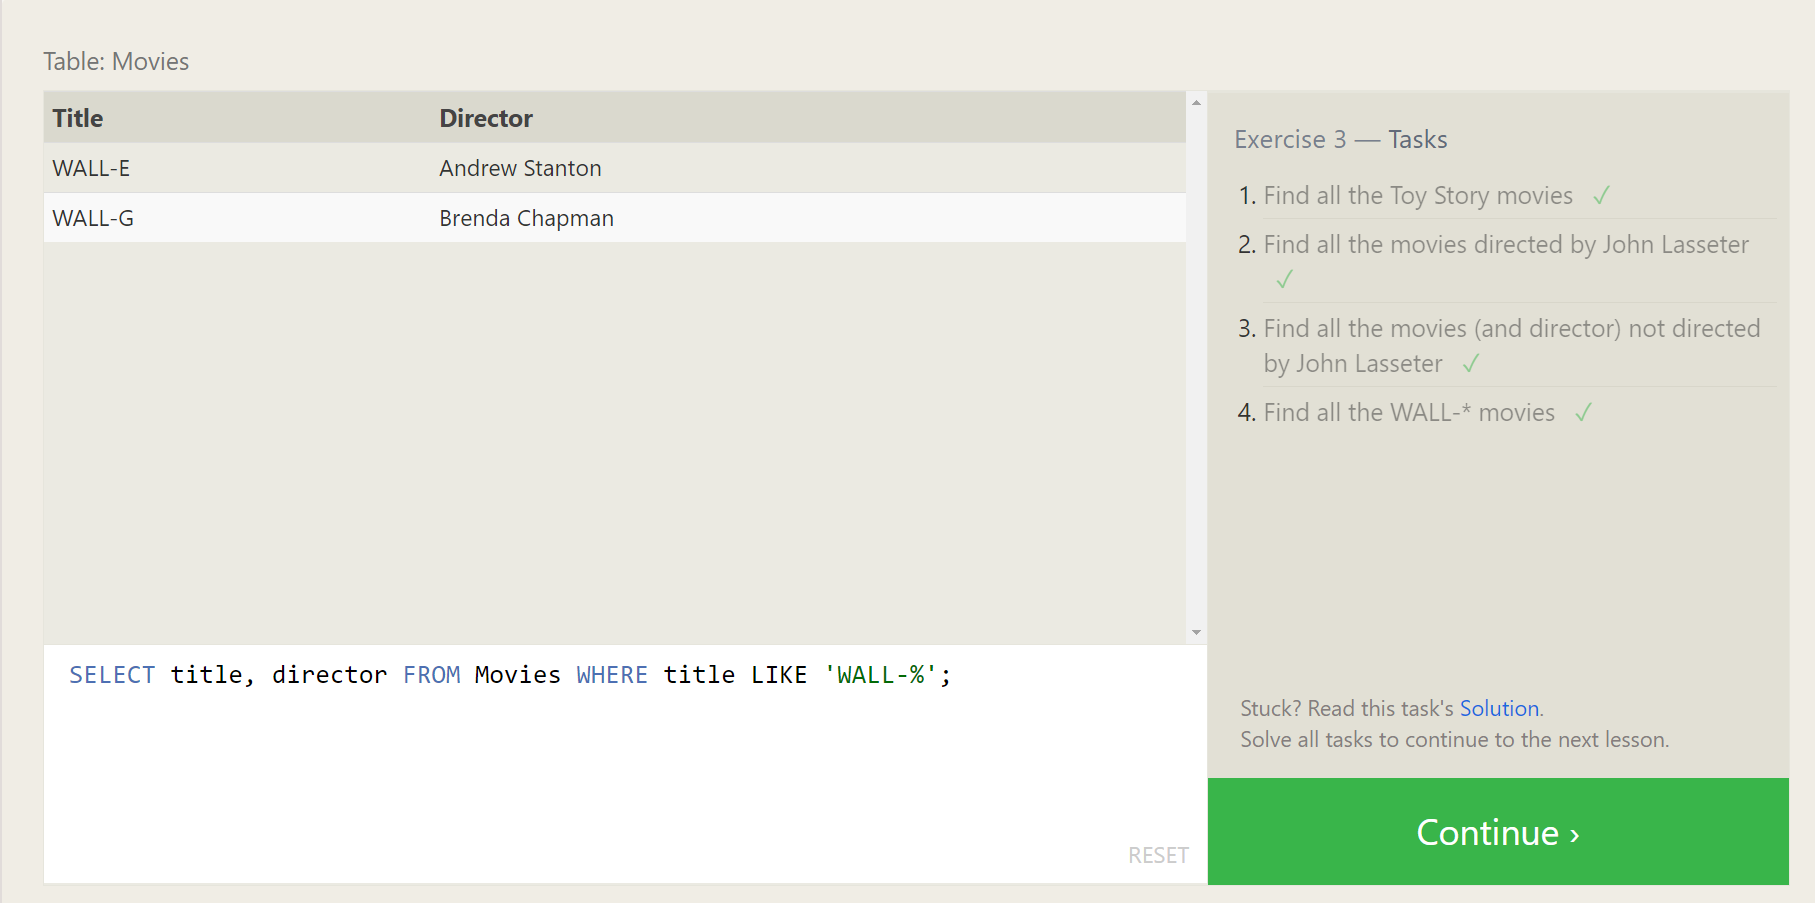 Table: Movies
Title Director
WALL-E Andrew Stanton
WALL-G Brenda Chapman
SELECT title, director FROM Movies WHERE title LIKE 'WALL-%';
RESET
Exercise 3 — Tasks
1. Find all the Toy Story movies ✓
2. Find all the movies directed by John Lasseter
✓
3. Find all the movies (and director) not directed
by John Lasseter ✓
4. Find all the WALL-* movies ✓
Stuck? Read this task's Solution.
Solve all tasks to continue to the next lesson.
Continue ›